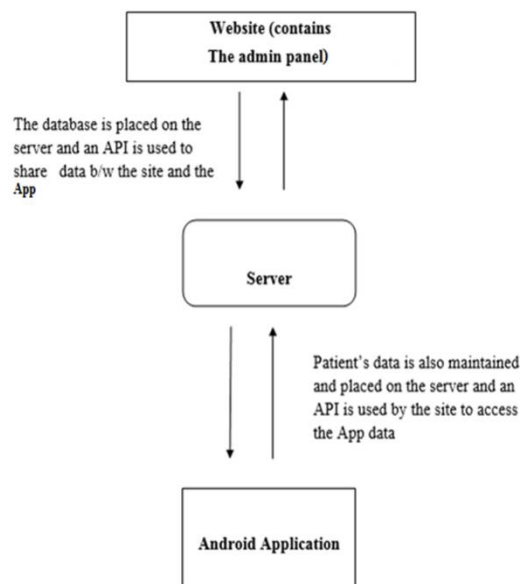 Website (contains
The admin panel)
The database is placed on the
server and an API is used to
share data b/w the site and the
App
Server
Patient's data is also maintained
and placed on the server and an
API is used by the site to access
the App data
Android Application